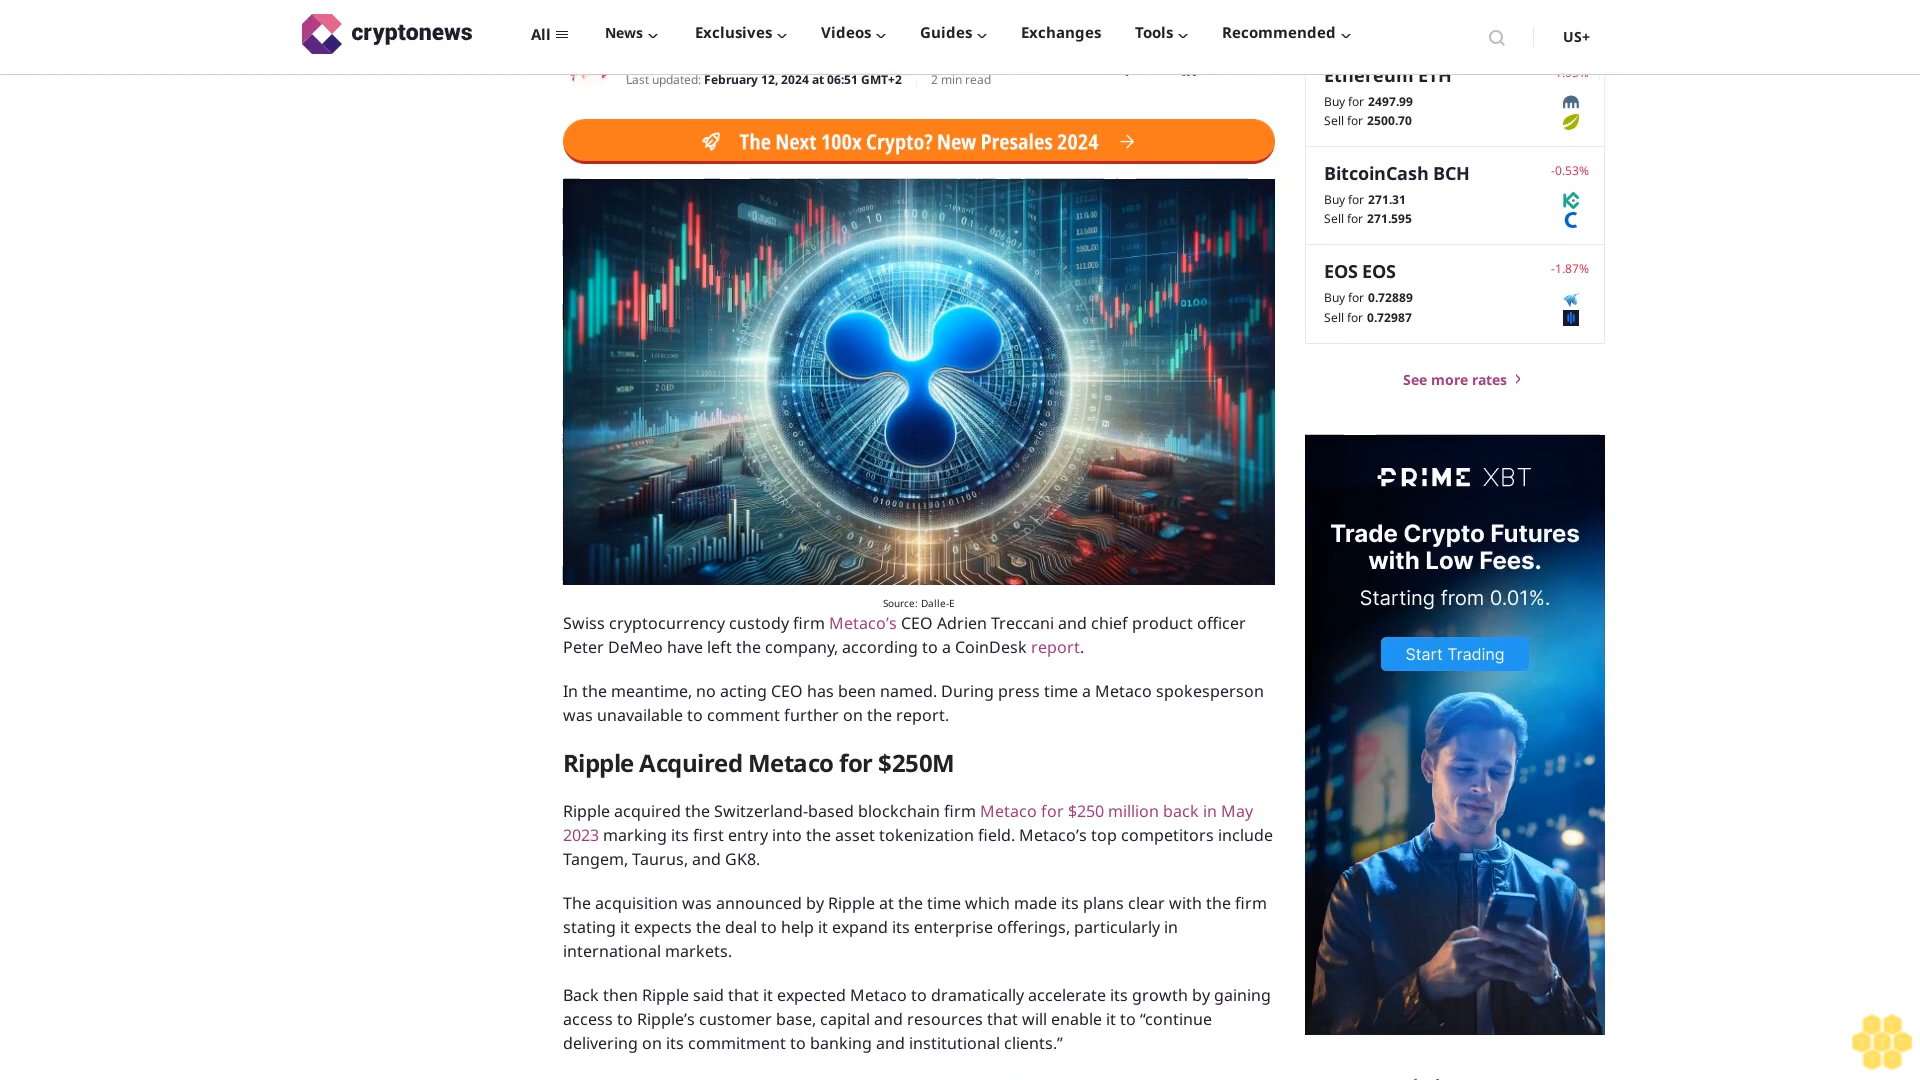 cryptonews
All
News
Exclusives
Videos
Guides
Exchanges
Tools
Recommended
US+
Last updated: February 12, 2024 at 06:51 GMT+2
2 min read
The Next 100x Crypto? New Presales 2024
Source: Dalle-E
Swiss cryptocurrency custody firm Metaco’s CEO Adrien Treccani and chief product officer
Peter DeMeo have left the company, according to a CoinDesk report.
In the meantime, no acting CEO has been named. During press time a Metaco spokesperson
was unavailable to comment further on the report.
Ripple Acquired Metaco for $250M
Ripple acquired the Switzerland-based blockchain firm Metaco for $250 million back in May
2023 marking its first entry into the asset tokenization field. Metaco’s top competitors include
Tangem, Taurus, and GK8.
The acquisition was announced by Ripple at the time which made its plans clear with the firm
stating it expects the deal to help it expand its enterprise offerings, particularly in
international markets.
Back then Ripple said that it expected Metaco to dramatically accelerate its growth by gaining
access to Ripple’s customer base, capital and resources that will enable it to “continue
delivering on its commitment to banking and institutional clients.”
Ethereum ETH
Buy for 2497.99
Sell for 2500.70
BitcoinCash BCH
-0.53%
Buy for 271.31
Sell for 271.595
EOS EOS
-1.87%
Buy for 0.72889
Sell for 0.72987
See more rates
PRIME XBT
Trade Crypto Futures
with Low Fees.
Starting from 0.01%.
Start Trading